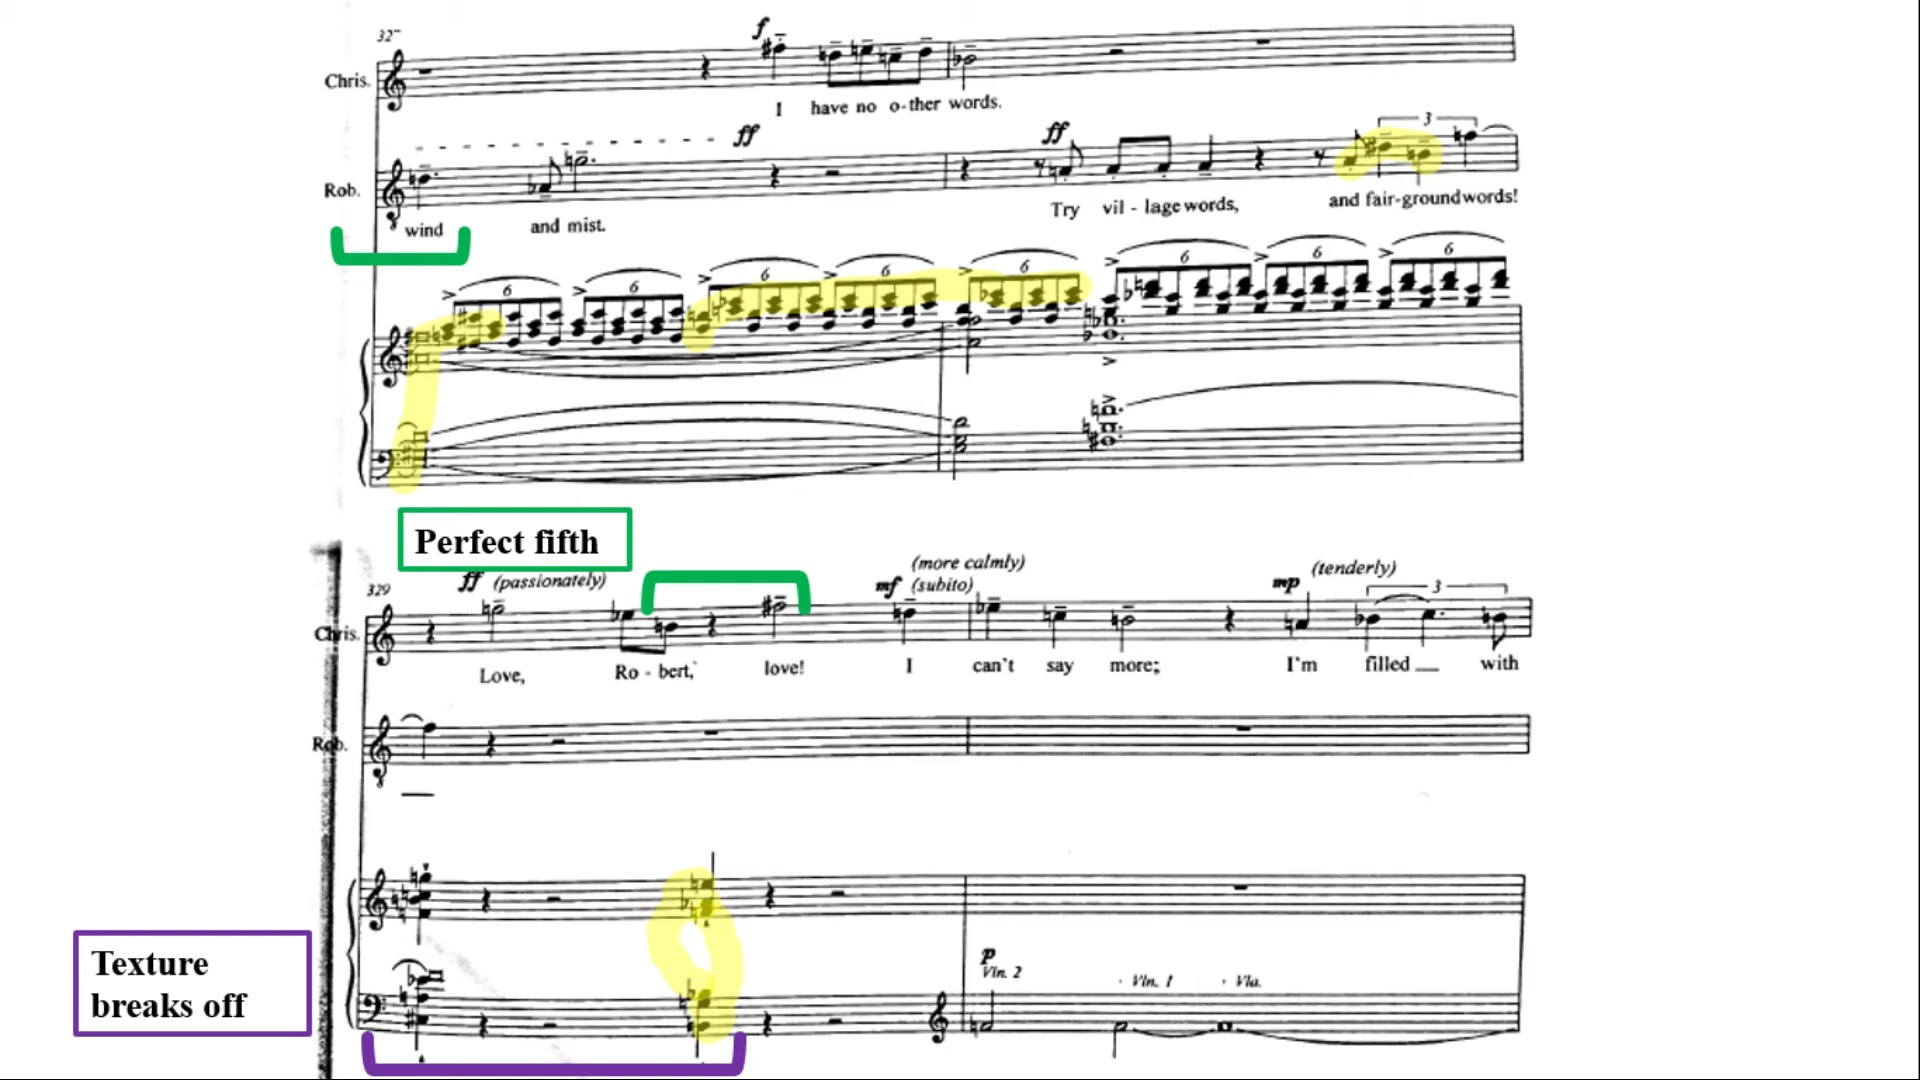 32
f
Chris.
I have no o-ther words.
ff
ff
3
Rob.
wind and mist. Try vil - lage words, and fair-ground words!
6 6 6 6 6 6 6 6
Perfect fifth
329
ff (passionately)
(more calmly)
mf (subito)
mp (tenderly)
3
Chris.
Love, Ro - bert, love! I can't say more; I'm filled with
Rob.
p
Vln. 2 Vln. 1 Vla.
Texture
breaks off